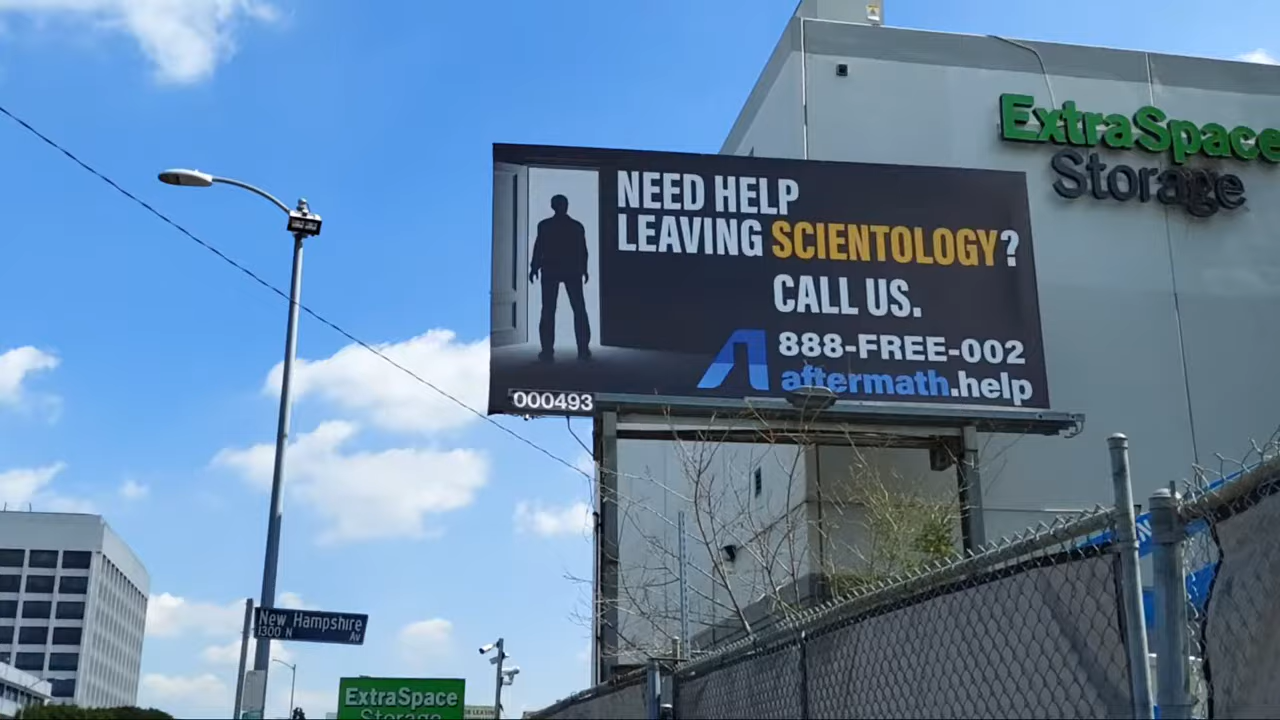 ExtraSpace
Storage
NEED HELP
LEAVING SCIENTOLOGY?
CALL US.
888-FREE-002
aftermath.help
000493
New Hampshire
1300 N Av
ExtraSpace
Storage